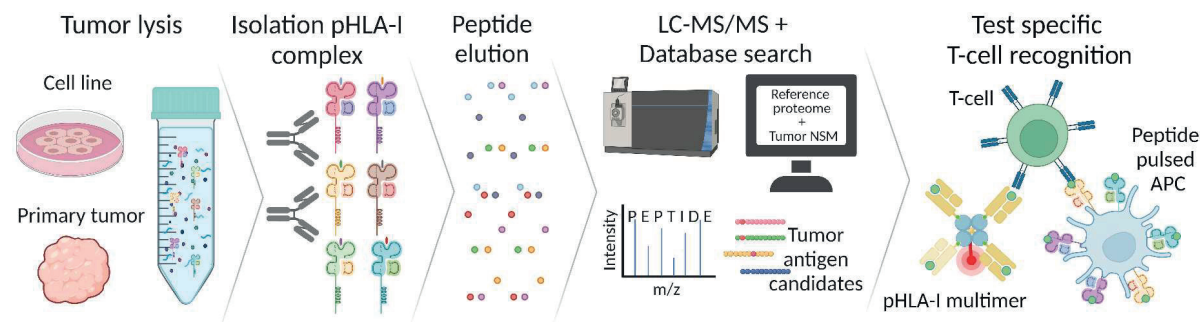 Tumor lysis
Cell line
Primary tumor
Isolation pHLA-I
complex
Peptide
elution
LC-MS/MS +
Database search
Reference
proteome
+
Tumor NSM
Intensity
P E P T I D E
m/z
Tumor
antigen
candidates
Test specific
T-cell recognition
T-cell
Peptide
pulsed
APC
pHLA-I multimer